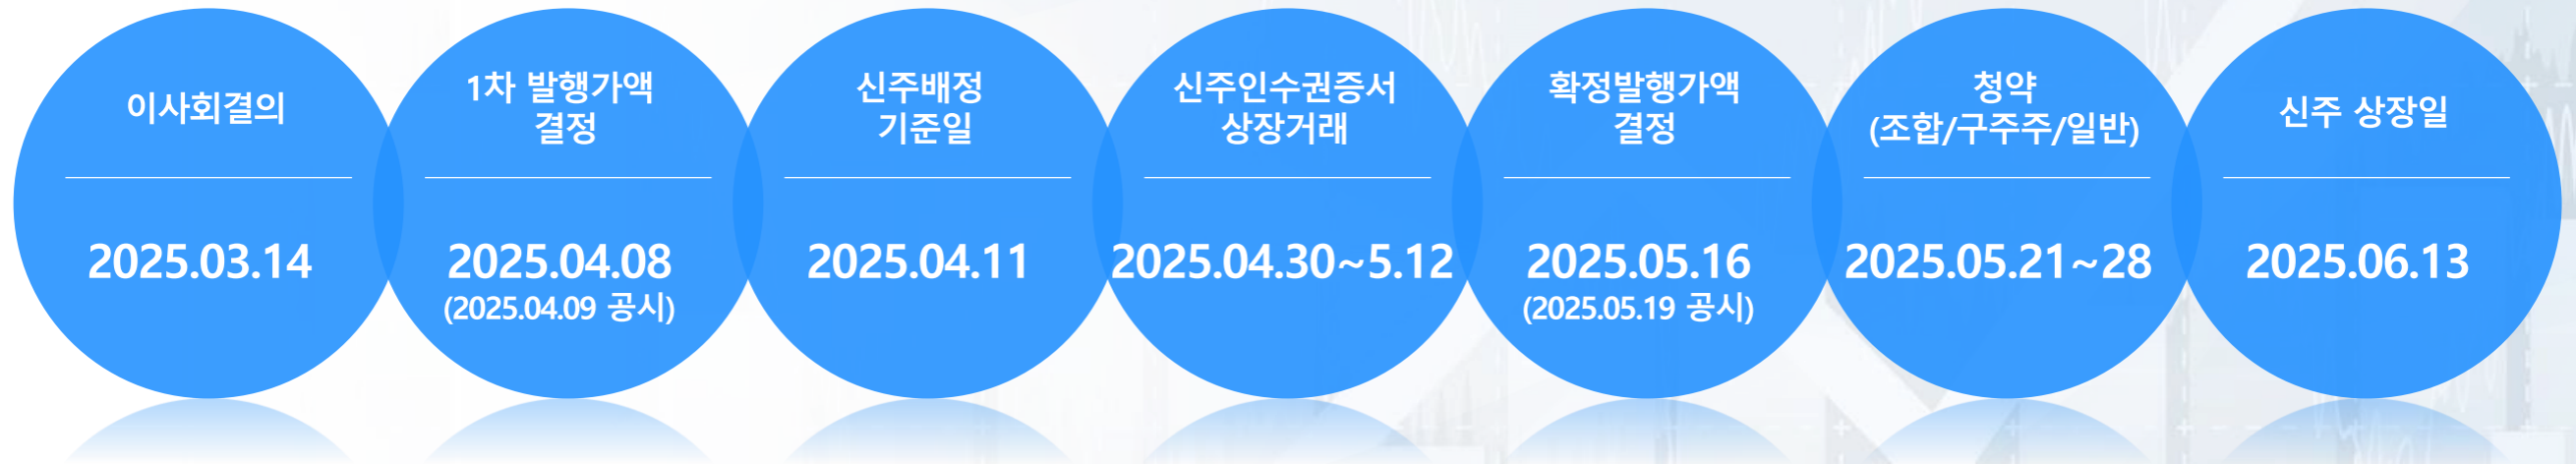 이사회결의
2025.03.14
1차 발행가액
결정
2025.04.08
(2025.04.09 공시)
신주배정
기준일
2025.04.11
신주인수권증서
상장거래
2025.04.30~5.12
확정발행가액
결정
2025.05.16
(2025.05.19 공시)
청약
(조합/구주주/일반)
2025.05.21~28
신주 상장일
2025.06.13